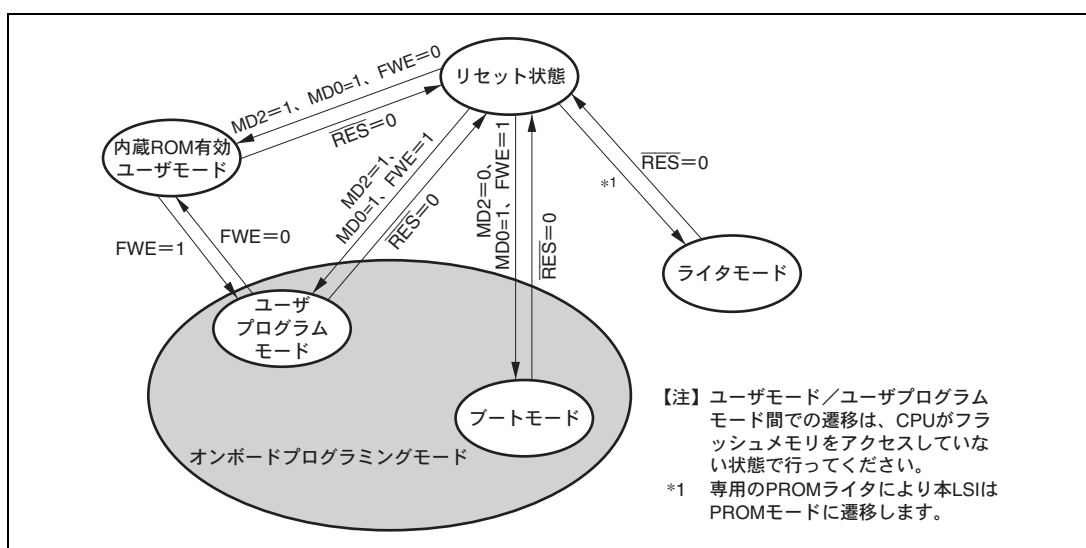 リセット状態
MD2=1、MD0=1、FWE=0
RES=0
内蔵ROM有効
ユーザモード
MD2=1、
MD0=1、FWE=1
RES=0
MD2=0、
MD0=1、FWE=1
RES=0
RES=0
*1
FWE=1
FWE=0
ライタモード
ユーザ
プログラム
モード
ブートモード
オンボードプログラミングモード
【注】ユーザモード／ユーザプログラム
モード間での遷移は、CPUがフラ
ッシュメモリをアクセスしていな
い状態で行ってください。
*1 専用のPROMライタにより本LSIは
PROMモードに遷移します。